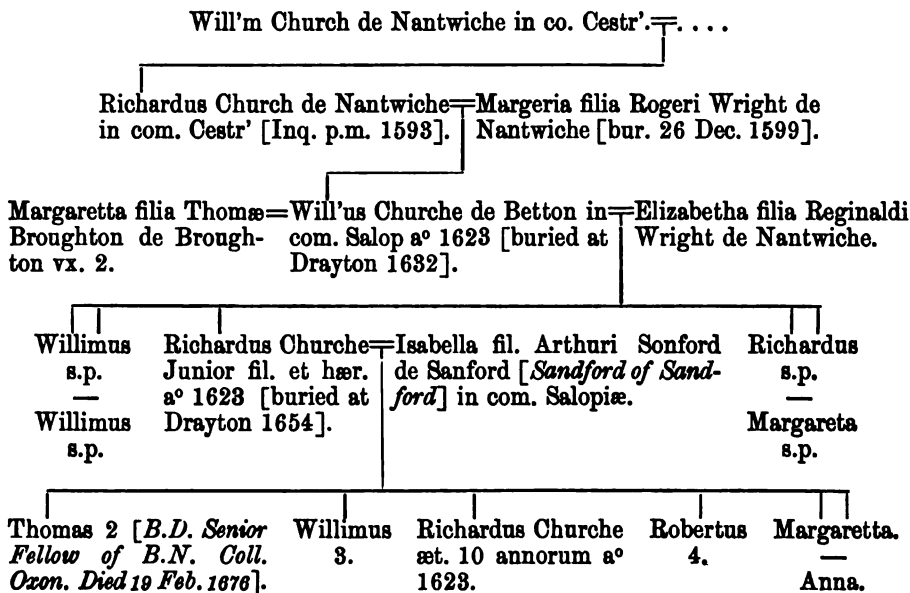 Will'm Church de Nantwiche in co. Cestr'.=. . . .
Richardus Church de Nantwiche=Margeria filia Rogeri Wright de
in com. Cestr' [Inq. p.m. 1593]. Nantwiche [bur. 26 Dec. 1599].
Margaretta filia Thomæ=Will'us Churche de Betton in=Elizabetha filia Reginaldi
Broughton de Brough- com. Salop aº 1623 [buried at Wright de Nantwiche.
ton vx. 2. Drayton 1632].
Willimus Richardus Churche=Isabella fil. Arthuri Sonford Richardus
s.p. Junior fil. et hær. de Sanford [Sandford of Sand- s.p.
— aº 1623 [buried at ford] in com. Salopiæ. —
Willimus Drayton 1654]. Margareta
s.p. s.p.
Thomas 2 [B.D. Senior Willimus Richardus Churche Robertus Margaretta.
Fellow of B.N. Coll. 3. æt. 10 annorum aº 4. —
Oxon. Died 19 Feb. 1676]. 1623. Anna.